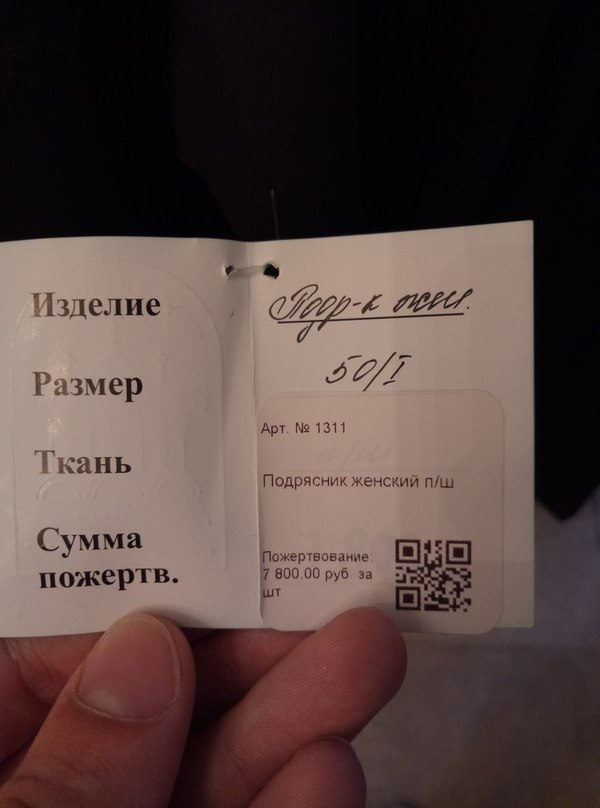 Изделие
Размер
Ткань
Сумма
пожертв.
Подр-к жен.
50/I
Арт. № 1311
Подрясник женский п/ш
Пожертвование:
7 800.00 руб. за
шт